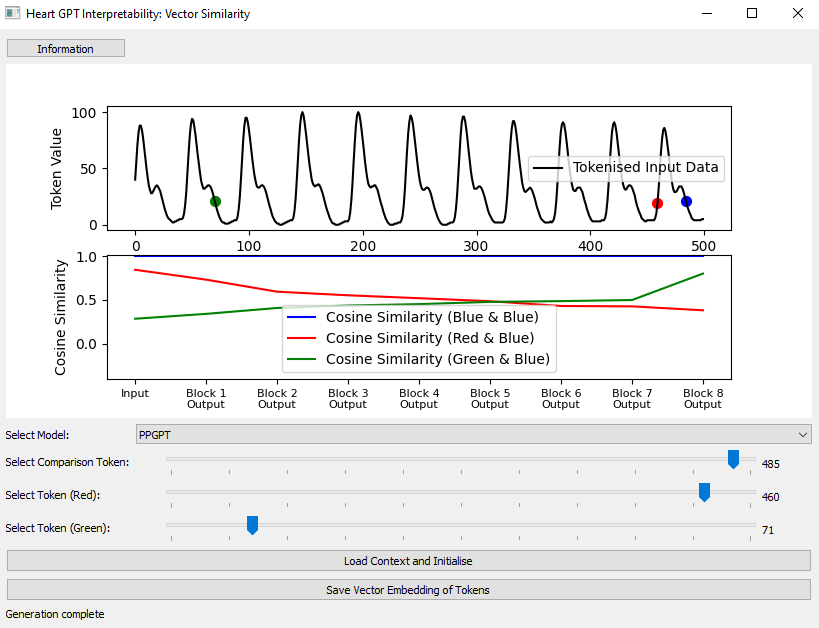 Heart GPT Interpretability: Vector Similarity
Information
Token Value
100
50
0
Tokenised Input Data
0 100 200 300 400 500
Cosine Similarity
1.0
0.5
0.0
Cosine Similarity (Blue & Blue)
Cosine Similarity (Red & Blue)
Cosine Similarity (Green & Blue)
Input Block 1 Block 2 Block 3 Block 4 Block 5 Block 6 Block 7 Block 8
Output Output Output Output Output Output Output Output
Select Model: PPGPT
Select Comparison Token: 485
Select Token (Red): 460
Select Token (Green): 71
Load Context and Initialise
Save Vector Embedding of Tokens
Generation complete